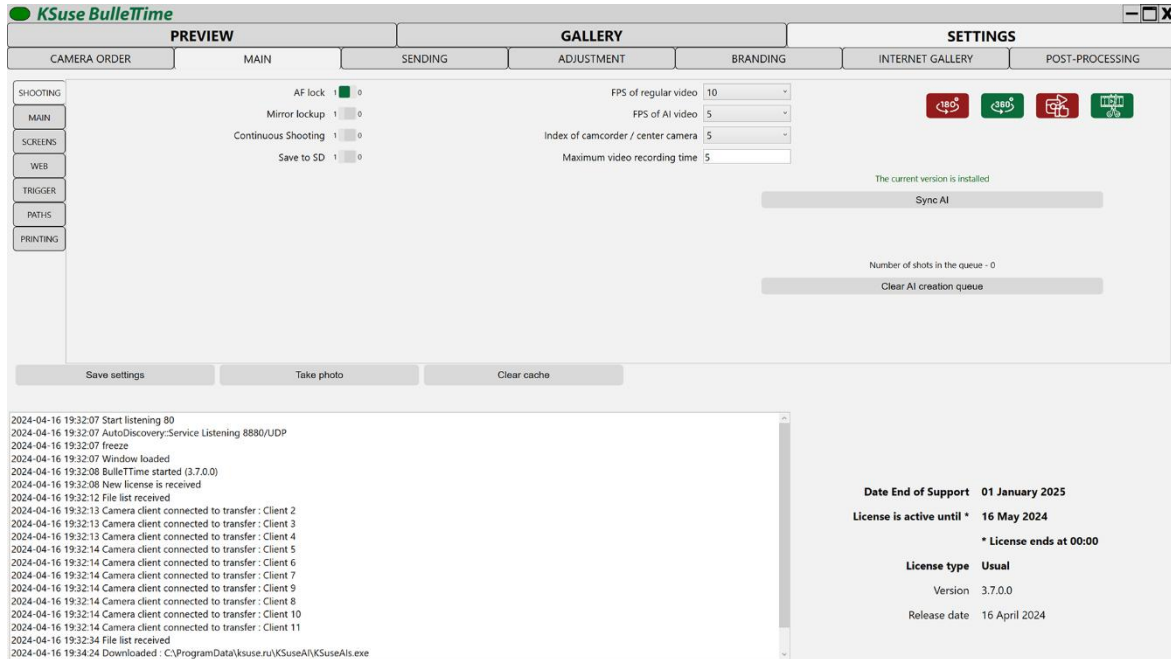 KSuse BulleTime
PREVIEW GALLERY SETTINGS
CAMERA ORDER MAIN SENDING ADJUSTMENT BRANDING INTERNET GALLERY POST-PROCESSING
SHOOTING
MAIN
SCREENS
WEB
TRIGGER
PATHS
PRINTING
AF lock 1 0
Mirror lockup 1 0
Continuous Shooting 1 0
Save to SD 1 0
FPS of regular video 10
FPS of AI video 5
Index of camcorder / center camera 5
Maximum video recording time 5
180° 360°
The current version is installed
Sync AI
Number of shots in the queue - 0
Clear AI creation queue
Save settings Take photo Clear cache
2024-04-16 19:32:07 Start listening 80
2024-04-16 19:32:07 AutoDiscovery::Service Listening 8880/UDP
2024-04-16 19:32:07 freeze
2024-04-16 19:32:07 Window loaded
2024-04-16 19:32:08 BulleTTime started (3.7.0.0)
2024-04-16 19:32:08 New license is received
2024-04-16 19:32:12 File list received
2024-04-16 19:32:13 Camera client connected to transfer : Client 2
2024-04-16 19:32:13 Camera client connected to transfer : Client 3
2024-04-16 19:32:13 Camera client connected to transfer : Client 4
2024-04-16 19:32:14 Camera client connected to transfer : Client 5
2024-04-16 19:32:14 Camera client connected to transfer : Client 6
2024-04-16 19:32:14 Camera client connected to transfer : Client 7
2024-04-16 19:32:14 Camera client connected to transfer : Client 9
2024-04-16 19:32:14 Camera client connected to transfer : Client 8
2024-04-16 19:32:14 Camera client connected to transfer : Client 10
2024-04-16 19:32:14 Camera client connected to transfer : Client 11
2024-04-16 19:32:34 File list received
2024-04-16 19:34:24 Downloaded : C:\ProgramData\ksuse.ru\KSuseAI\KSuseAIs.exe
Date End of Support 01 January 2025
License is active until * 16 May 2024
* License ends at 00:00
License type Usual
Version 3.7.0.0
Release date 16 April 2024